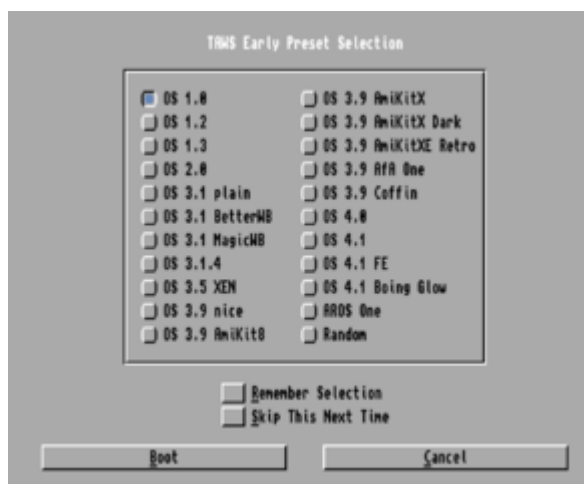 TAWS Early Preset Selection
OS 1.0
OS 1.2
OS 1.3
OS 2.0
OS 3.1 plain
OS 3.1 BetterWB
OS 3.1 MagicWB
OS 3.1.4
OS 3.5 XEN
OS 3.9 nice
OS 3.9 AmiKit8
OS 3.9 AmiKitX
OS 3.9 AmiKitX Dark
OS 3.9 AmiKitXE Retro
OS 3.9 AfA One
OS 3.9 Coffin
OS 4.0
OS 4.1
OS 4.1 FE
OS 4.1 Boing Glow
AROS One
Random
Remember Selection
Skip This Next Time
Boot
Cancel